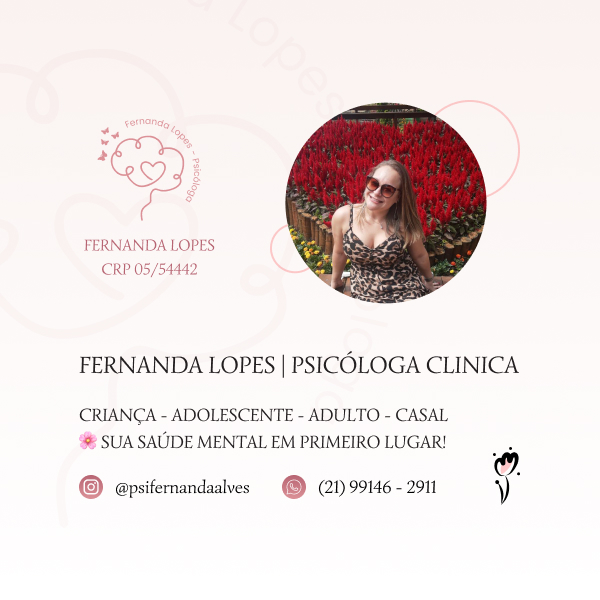 Fernanda Lopes - Psicóloga
FERNANDA LOPES
CRP 05/54442
FERNANDA LOPES | PSICÓLOGA CLINICA
CRIANÇA - ADOLESCENTE - ADULTO - CASAL
🌸 SUA SAÚDE MENTAL EM PRIMEIRO LUGAR!
@psifernandaalves
(21) 99146 - 2911